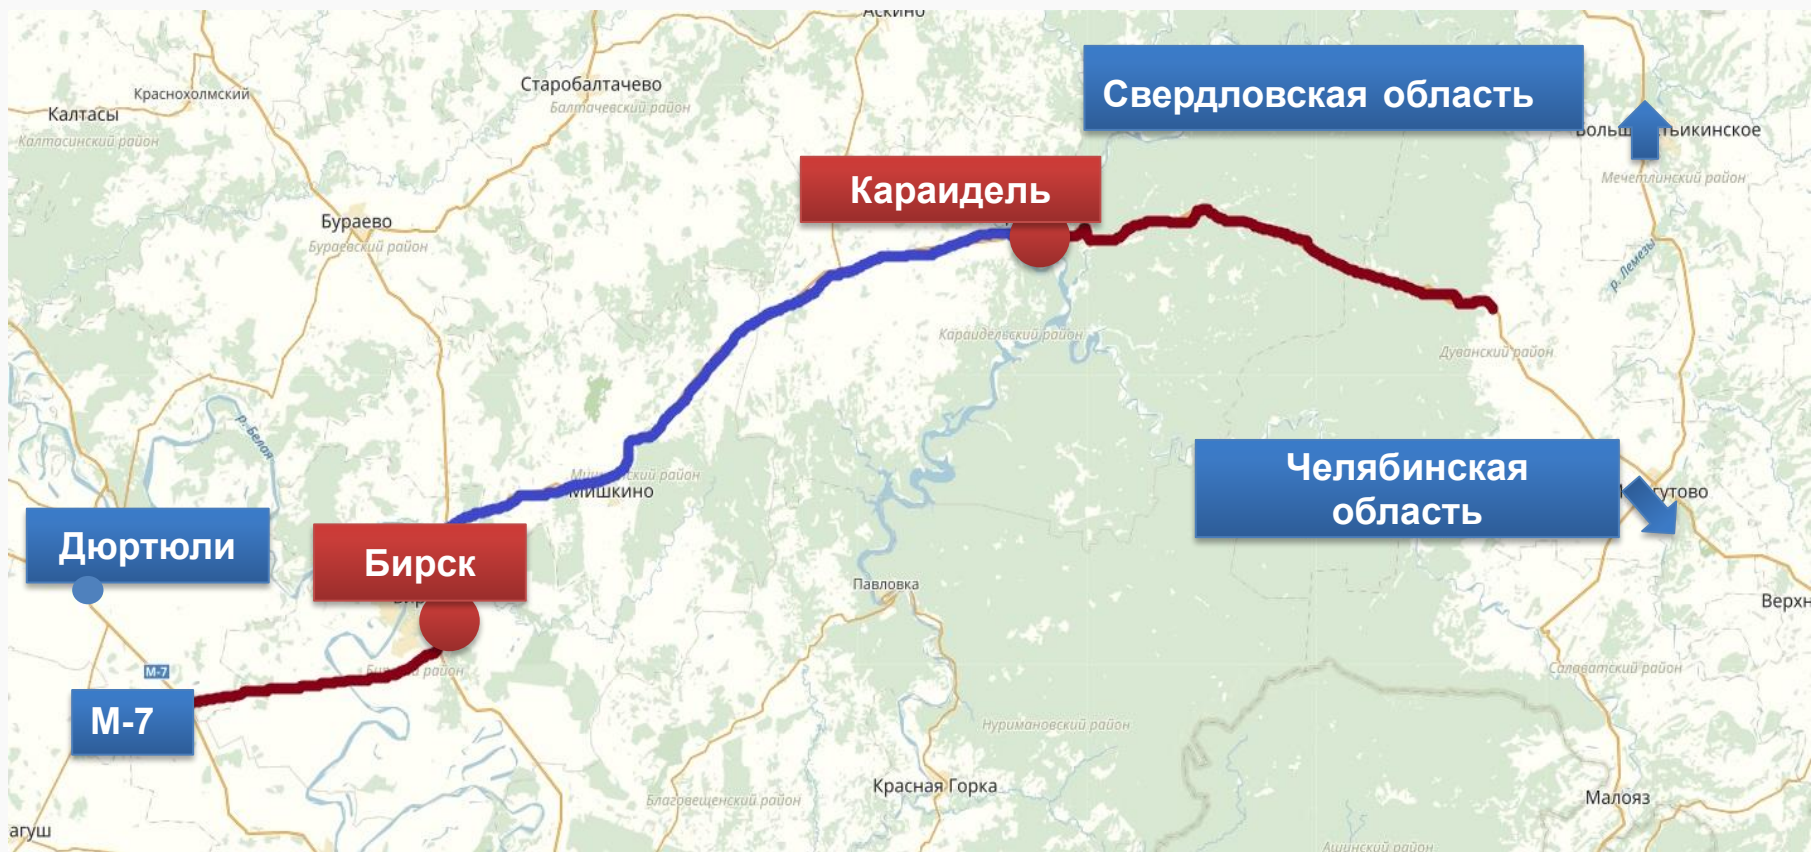 Аскино
Свердловская область
Старобалтачево
Балтачевский район
Краснохолмский
Калтасы
Калтасинский район
Мечетлинский район
Караидель
Бураево
Бураевский район
р. Лемезы
Караидельский район
Дуванский район
р. Белая
Мишкино
Челябинская
область
Дюртюли
Бирск
Павловка
Верхн
М-7
район
Салаватский район
М-7
Нуримановский район
Красная Горка
Благовещенский район
Малояз
агуш
Ашинский район